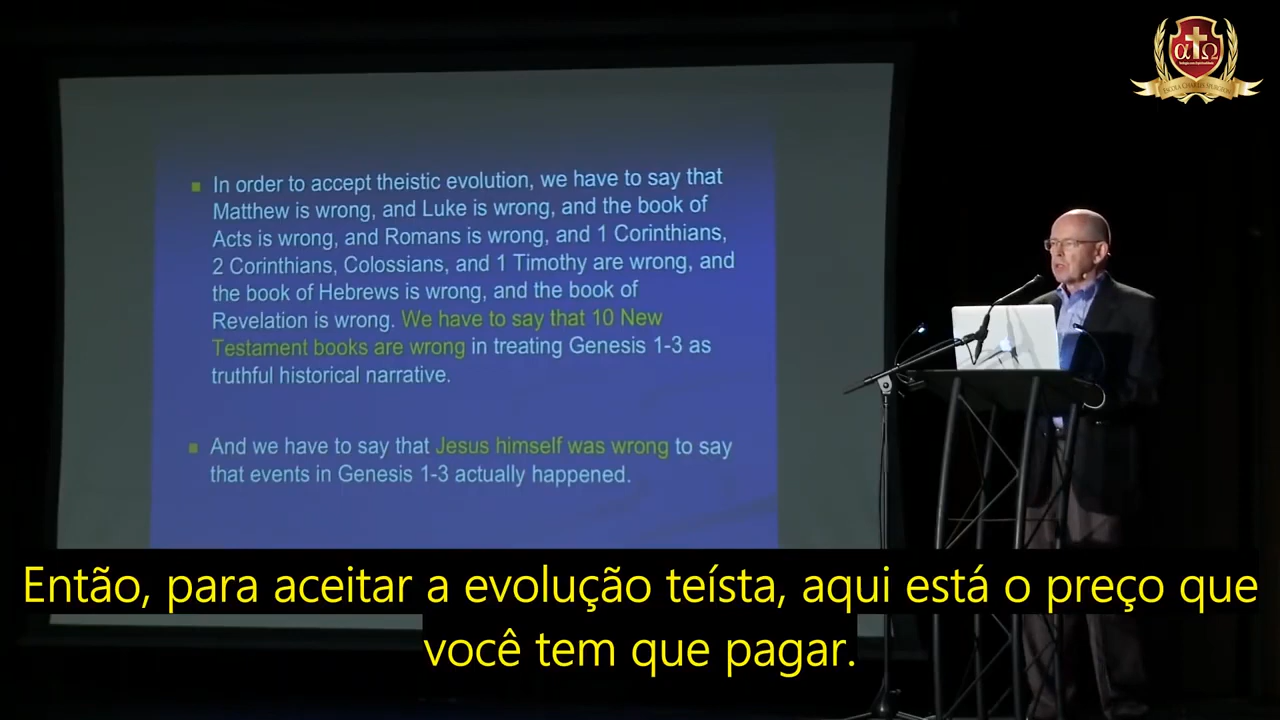 In order to accept theistic evolution, we have to say that
Matthew is wrong, and Luke is wrong, and the book of
Acts is wrong, and Romans is wrong, and 1 Corinthians,
2 Corinthians, Colossians, and 1 Timothy are wrong, and
the book of Hebrews is wrong, and the book of
Revelation is wrong. We have to say that 10 New
Testament books are wrong in treating Genesis 1-3 as
truthful historical narrative.
And we have to say that Jesus himself was wrong to say
that events in Genesis 1-3 actually happened.
α Ω
ESCOLA CHARLES SPURGEON
Então, para aceitar a evolução teísta, aqui está o preço que
você tem que pagar.